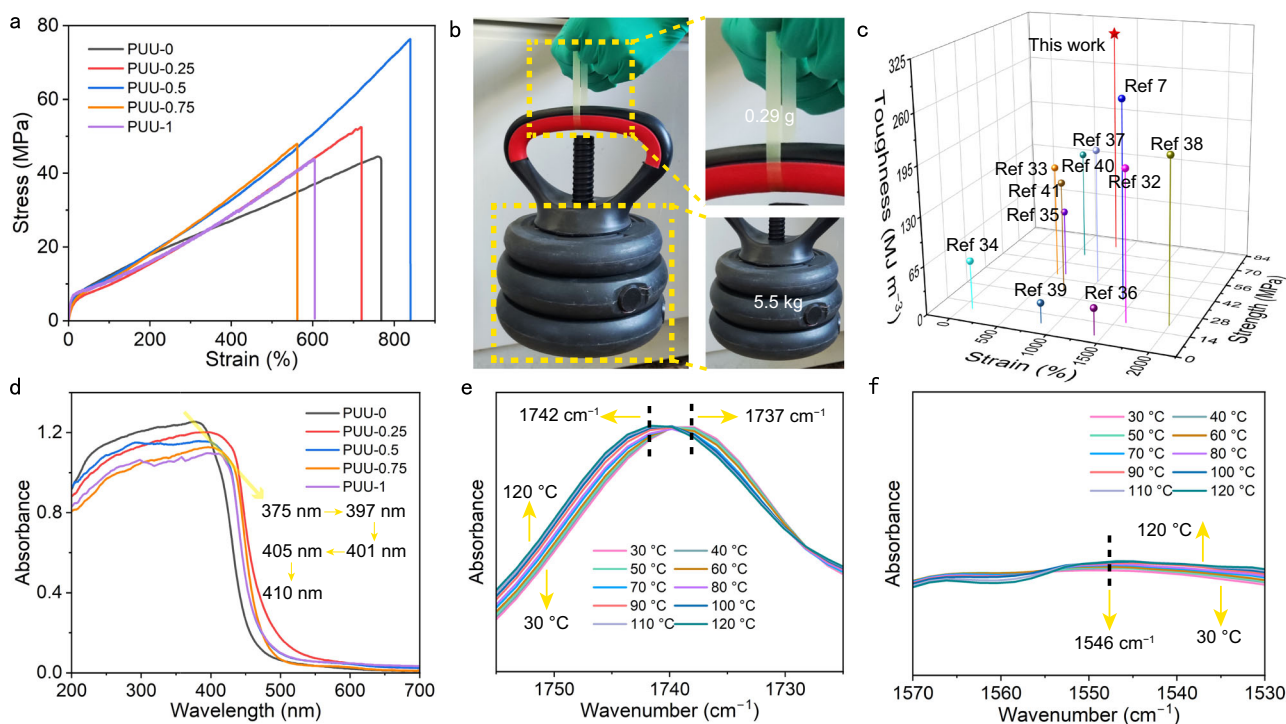 a
80
60
40
20
0
Stress (MPa)
0
200
400
600
800
Strain (%)
PUU-0
PUU-0.25
PUU-0.5
PUU-0.75
PUU-1
b
0.29 g
5.5 kg
c
325
260
195
130
65
0
Toughness (MJ m⁻³)
0
500
1000
1500
2000
Strain (%)
84
70
56
42
28
14
0
Strength (MPa)
This work
Ref 7
Ref 37
Ref 38
Ref 33
Ref 40
Ref 32
Ref 41
Ref 35
Ref 34
Ref 39
Ref 36
d
1.2
0.8
0.4
0.0
Absorbance
200
300
400
500
600
700
Wavelength (nm)
PUU-0
PUU-0.25
PUU-0.5
PUU-0.75
PUU-1
375 nm
397 nm
405 nm
401 nm
410 nm
e
1742 cm⁻¹
1737 cm⁻¹
120 °C
30 °C
30 °C
40 °C
50 °C
60 °C
70 °C
80 °C
90 °C
100 °C
110 °C
120 °C
Absorbance
1750
1740
1730
Wavenumber (cm⁻¹)
f
30 °C
40 °C
50 °C
60 °C
70 °C
80 °C
90 °C
100 °C
110 °C
120 °C
120 °C
1546 cm⁻¹
30 °C
Absorbance
1570
1560
1550
1540
1530
Wavenumber (cm⁻¹)